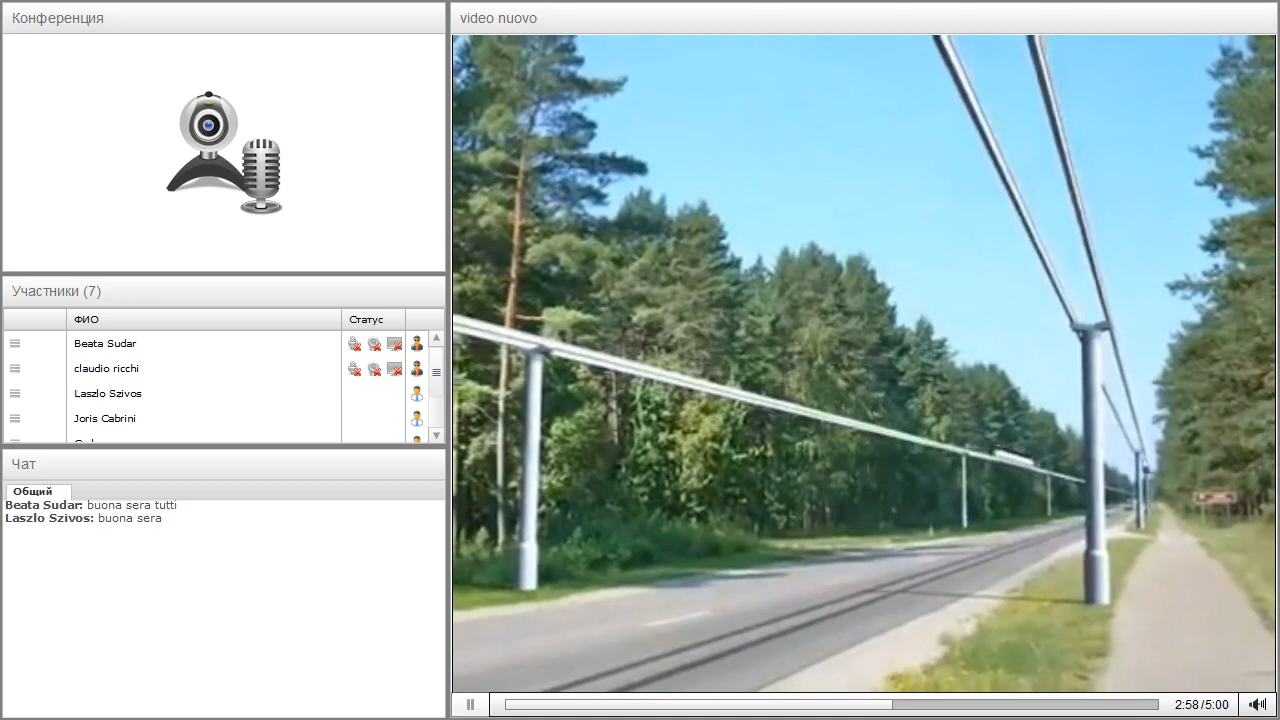 Конференция
video nuovo
Участники (7)
ФИО
Статус
Beata Sudar
claudio ricchi
Laszlo Szivos
Joris Cabrini
Чат
Общий
Beata Sudar: buona sera tutti
Laszlo Szivos: buona sera
2:58/5:00